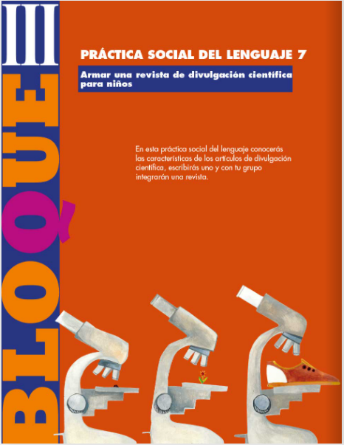 BLOQUE III
PRÁCTICA SOCIAL DEL LENGUAJE 7
Armar una revista de divulgación científica
para niños
En esta práctica social del lenguaje conocerás
las características de los artículos de divulgación
científica, escribirás uno y con tu grupo
integrarán una revista.